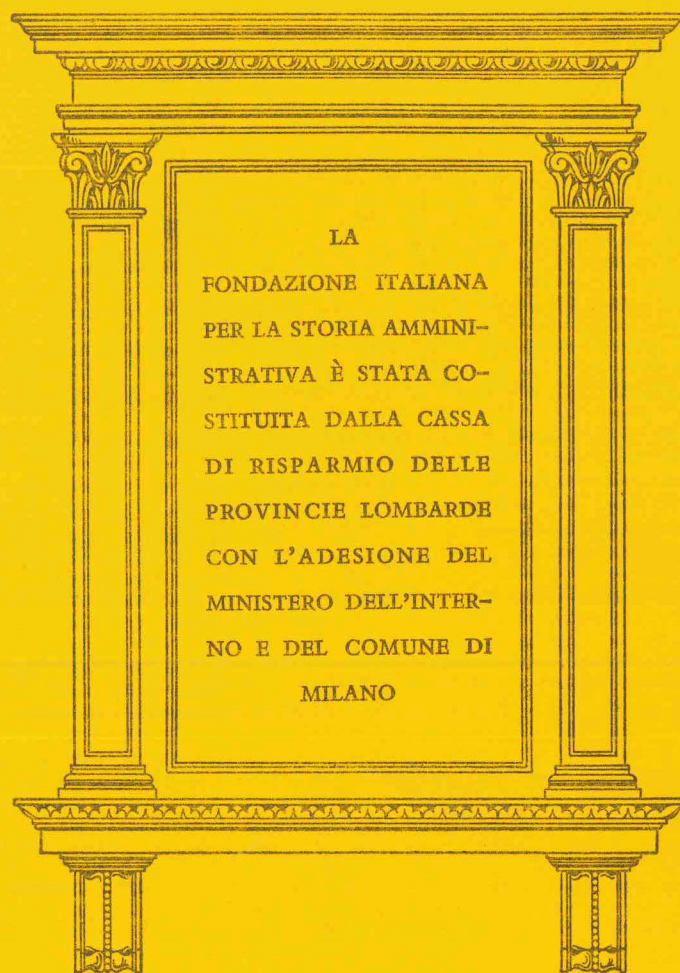 LA
FONDAZIONE ITALIANA
PER LA STORIA AMMINI-
STRATIVA È STATA CO-
STITUITA DALLA CASSA
DI RISPARMIO DELLE
PROVINCIE LOMBARDE
CON L'ADESIONE DEL
MINISTERO DELL'INTER-
NO E DEL COMUNE DI
MILANO